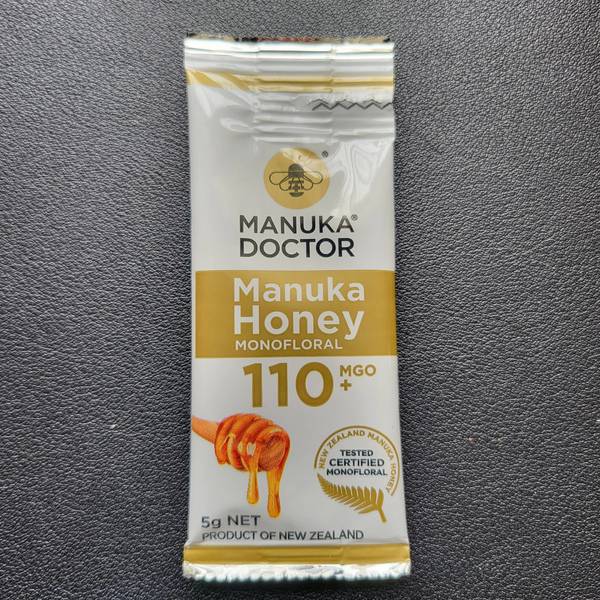 ®
MANUKA®
DOCTOR
Manuka
Honey
MONOFLORAL
110 MGO
+
NEW ZEALAND MANUKA HONEY
TESTED
CERTIFIED
MONOFLORAL
5g NET
PRODUCT OF NEW ZEALAND